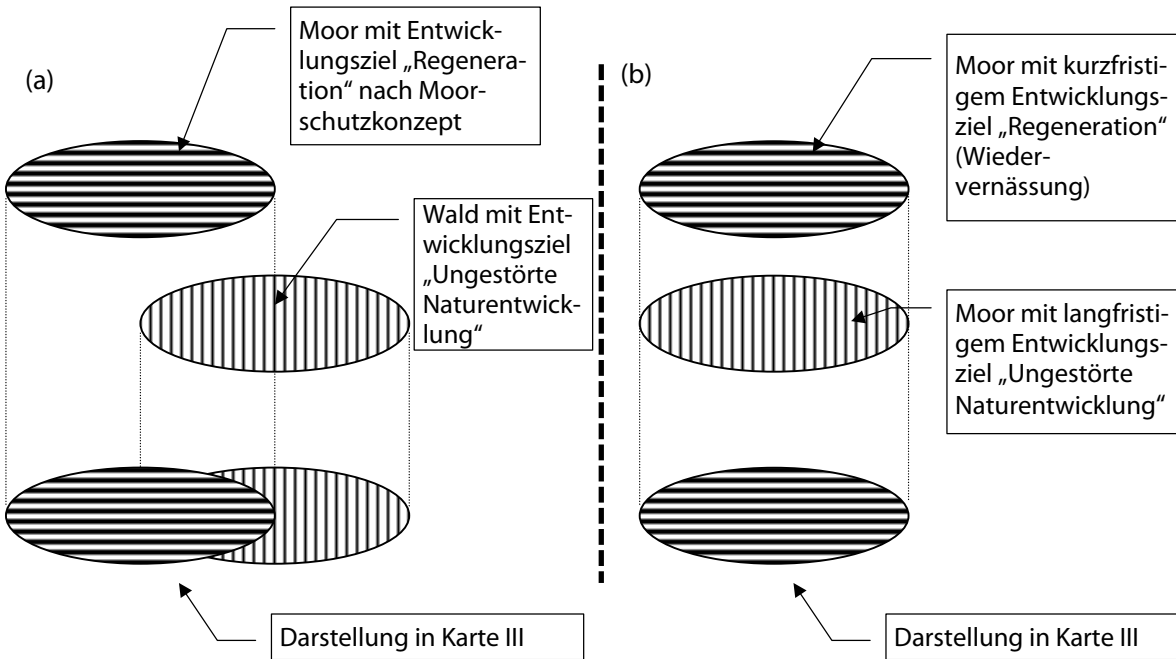 (a)
Moor mit Entwick-
lungsziel „Regenera-
tion“ nach Moor-
schutzkonzept
Wald mit Ent-
wicklungsziel
„Ungestörte
Naturentwick-
lung“
Darstellung in Karte III
(b)
Moor mit kurzfristi-
gem Entwicklungs-
ziel „Regeneration“
(Wieder-
vernässung)
Moor mit langfristi-
gem Entwicklungs-
ziel „Ungestörte
Naturentwicklung“
Darstellung in Karte III